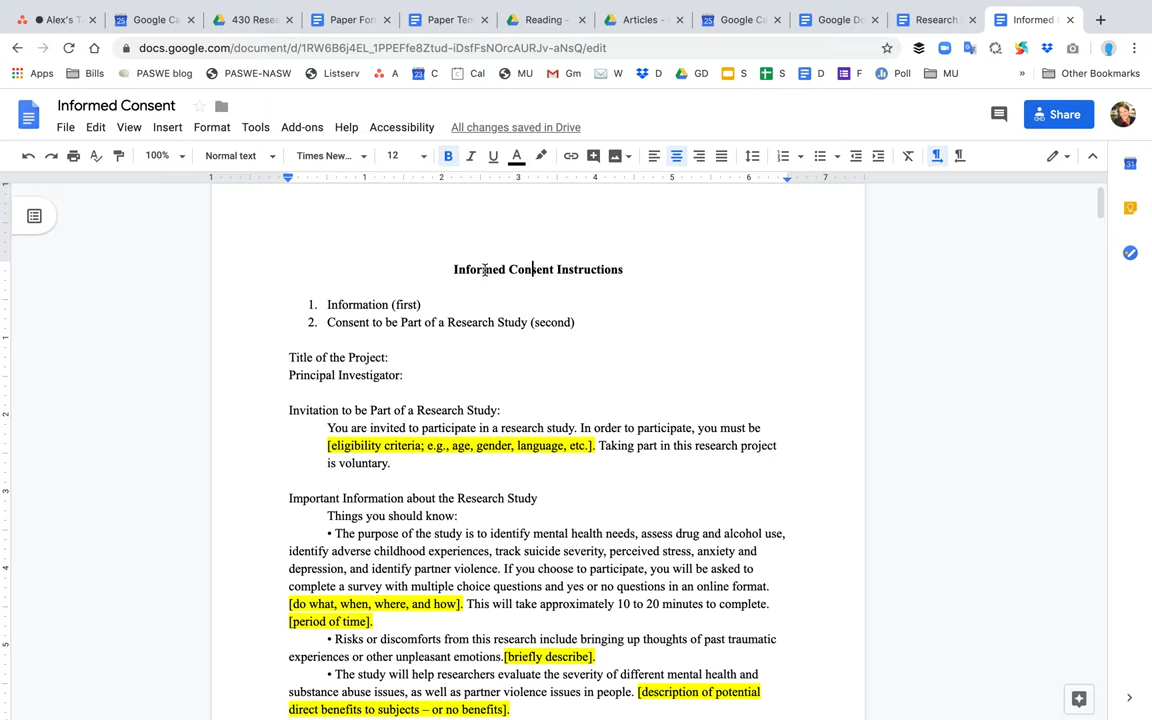 Alex's T
Google Ca
430 Resea
Paper For
Paper Tem
Reading -
Articles -
Google Ca
Google Do
Research
Informed
docs.google.com/document/d/1RW6B6j4EL_1PPEFfe8Ztud-iDsfFsNOrcAURJv-aNsQ/edit
Apps
Bills
PASWE blog
PASWE-NASW
Listserv
A
C
Cal
MU
Gm
W
D
GD
S
S
D
F
Poll
MU
»
Other Bookmarks
Informed Consent
File Edit View Insert Format Tools Add-ons Help Accessibility All changes saved in Drive
Share
100% Normal text Times New... 12 B I U A
1 1 2 3 4 5 6 7
Informed Consent Instructions
1. Information (first)
2. Consent to be Part of a Research Study (second)
Title of the Project:
Principal Investigator:
Invitation to be Part of a Research Study:
You are invited to participate in a research study. In order to participate, you must be
[eligibility criteria; e.g., age, gender, language, etc.]. Taking part in this research project
is voluntary.
Important Information about the Research Study
Things you should know:
• The purpose of the study is to identify mental health needs, assess drug and alcohol use,
identify adverse childhood experiences, track suicide severity, perceived stress, anxiety and
depression, and identify partner violence. If you choose to participate, you will be asked to
complete a survey with multiple choice questions and yes or no questions in an online format.
[do what, when, where, and how]. This will take approximately 10 to 20 minutes to complete.
[period of time].
• Risks or discomforts from this research include bringing up thoughts of past traumatic
experiences or other unpleasant emotions.[briefly describe].
• The study will help researchers evaluate the severity of different mental health and
substance abuse issues, as well as partner violence issues in people. [description of potential
direct benefits to subjects – or no benefits].